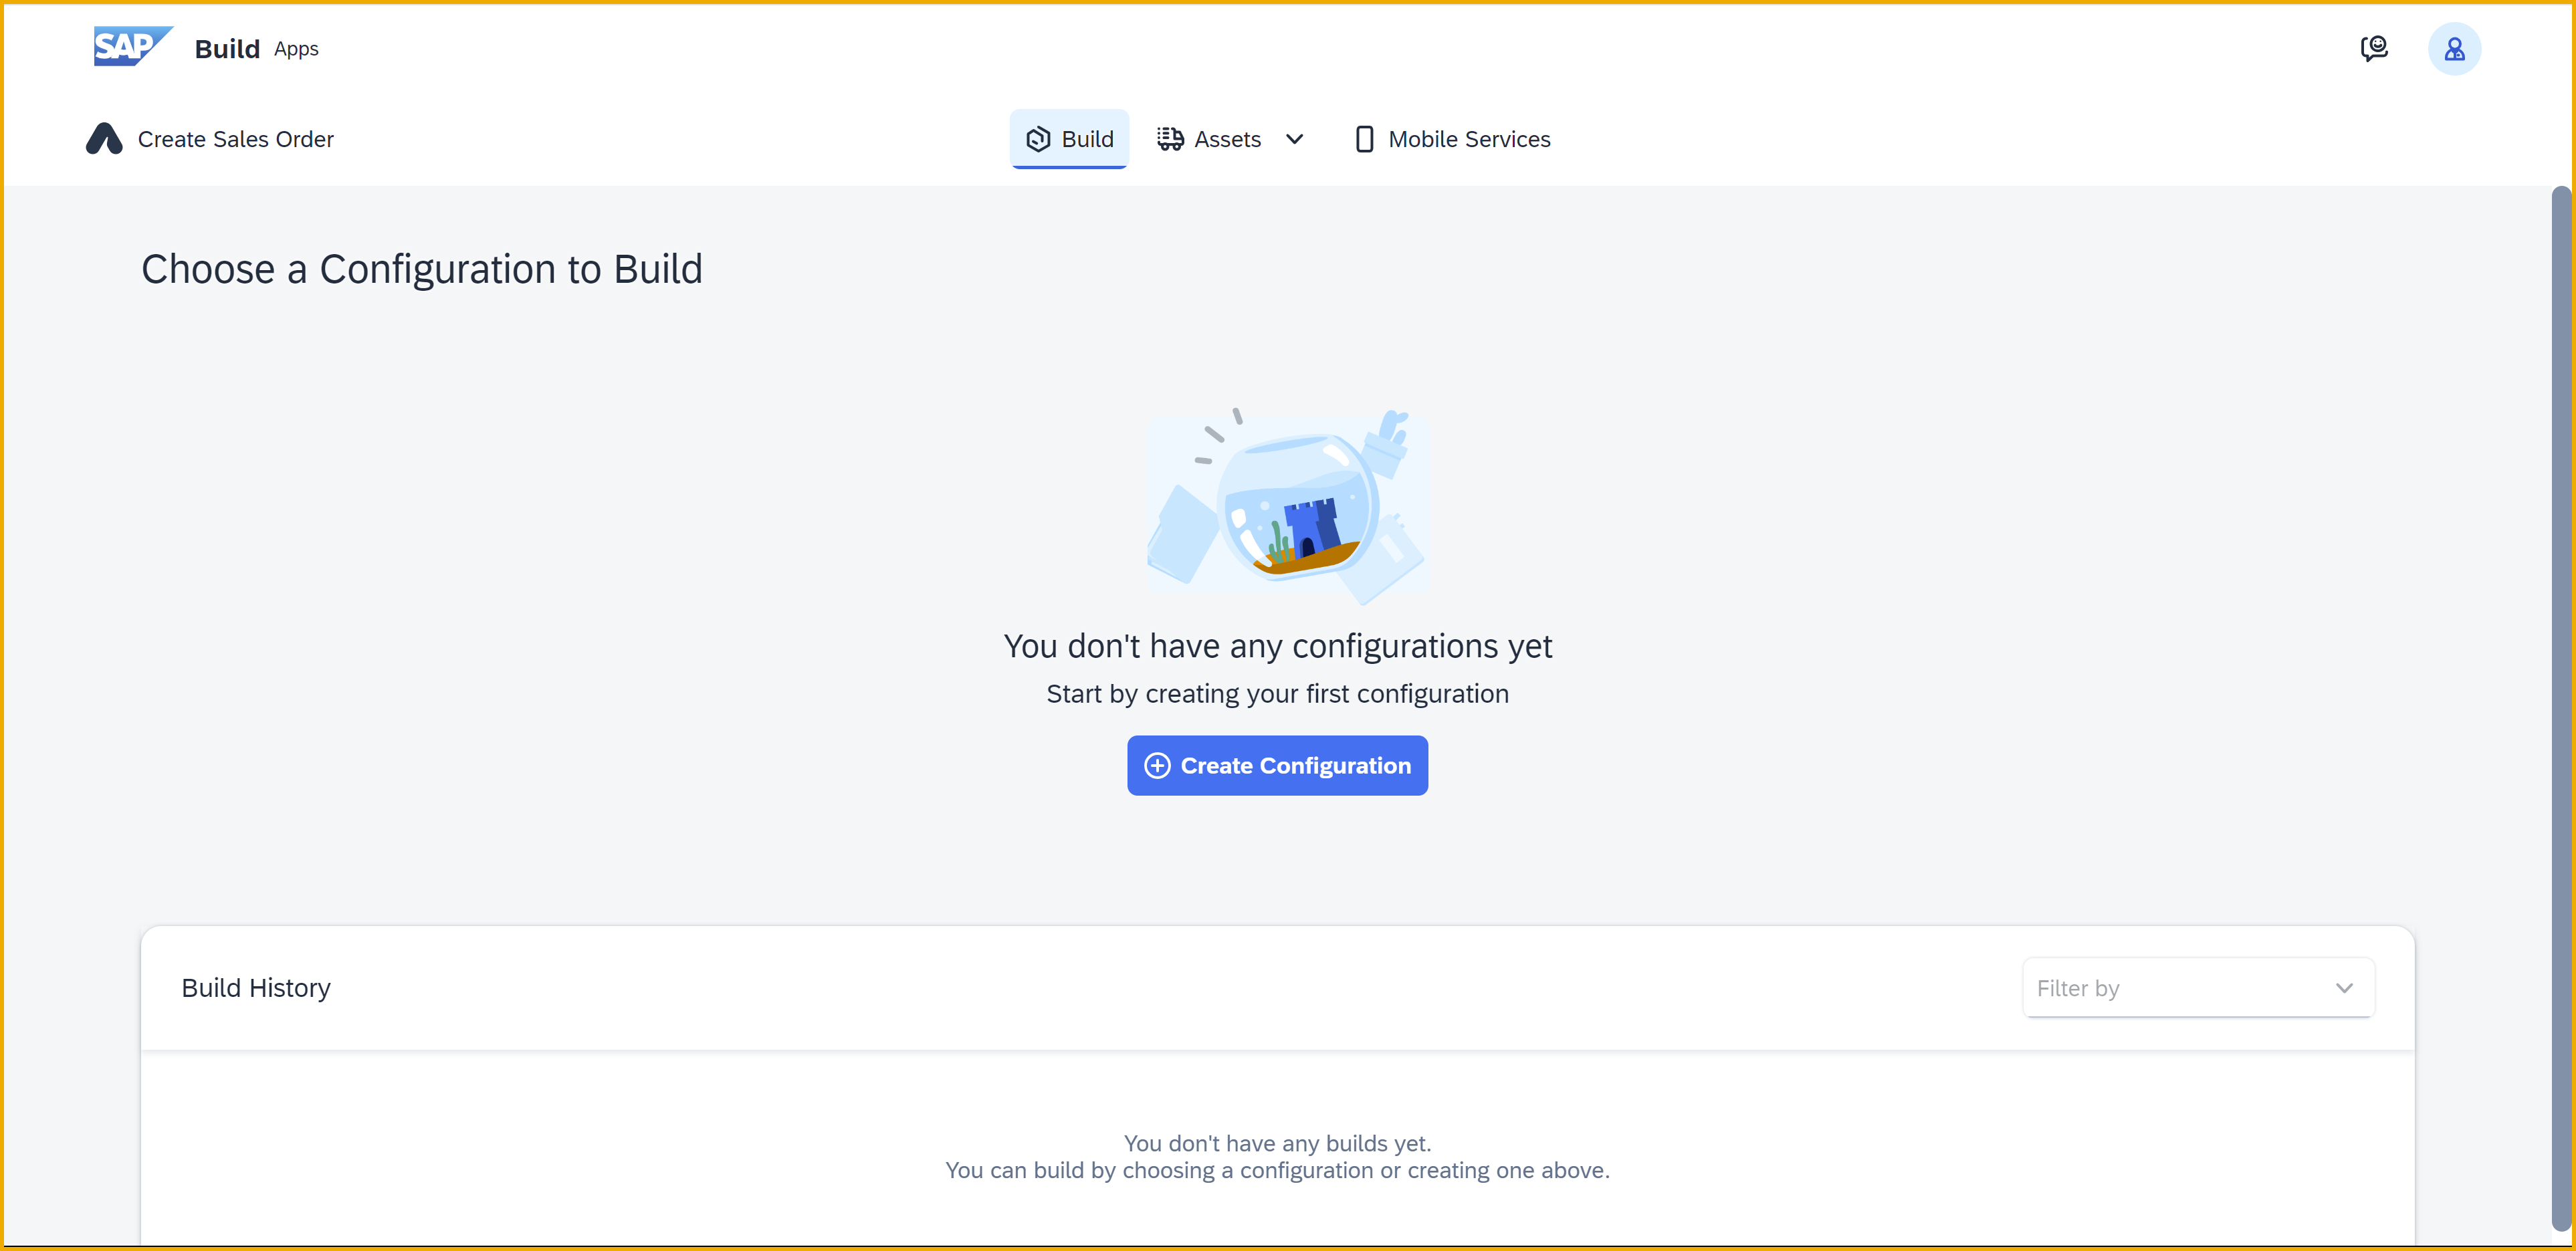 SAP Build Apps
Create Sales Order
Build Assets Mobile Services
Choose a Configuration to Build
You don't have any configurations yet
Start by creating your first configuration
Create Configuration
Build History
Filter by
You don't have any builds yet.
You can build by choosing a configuration or creating one above.